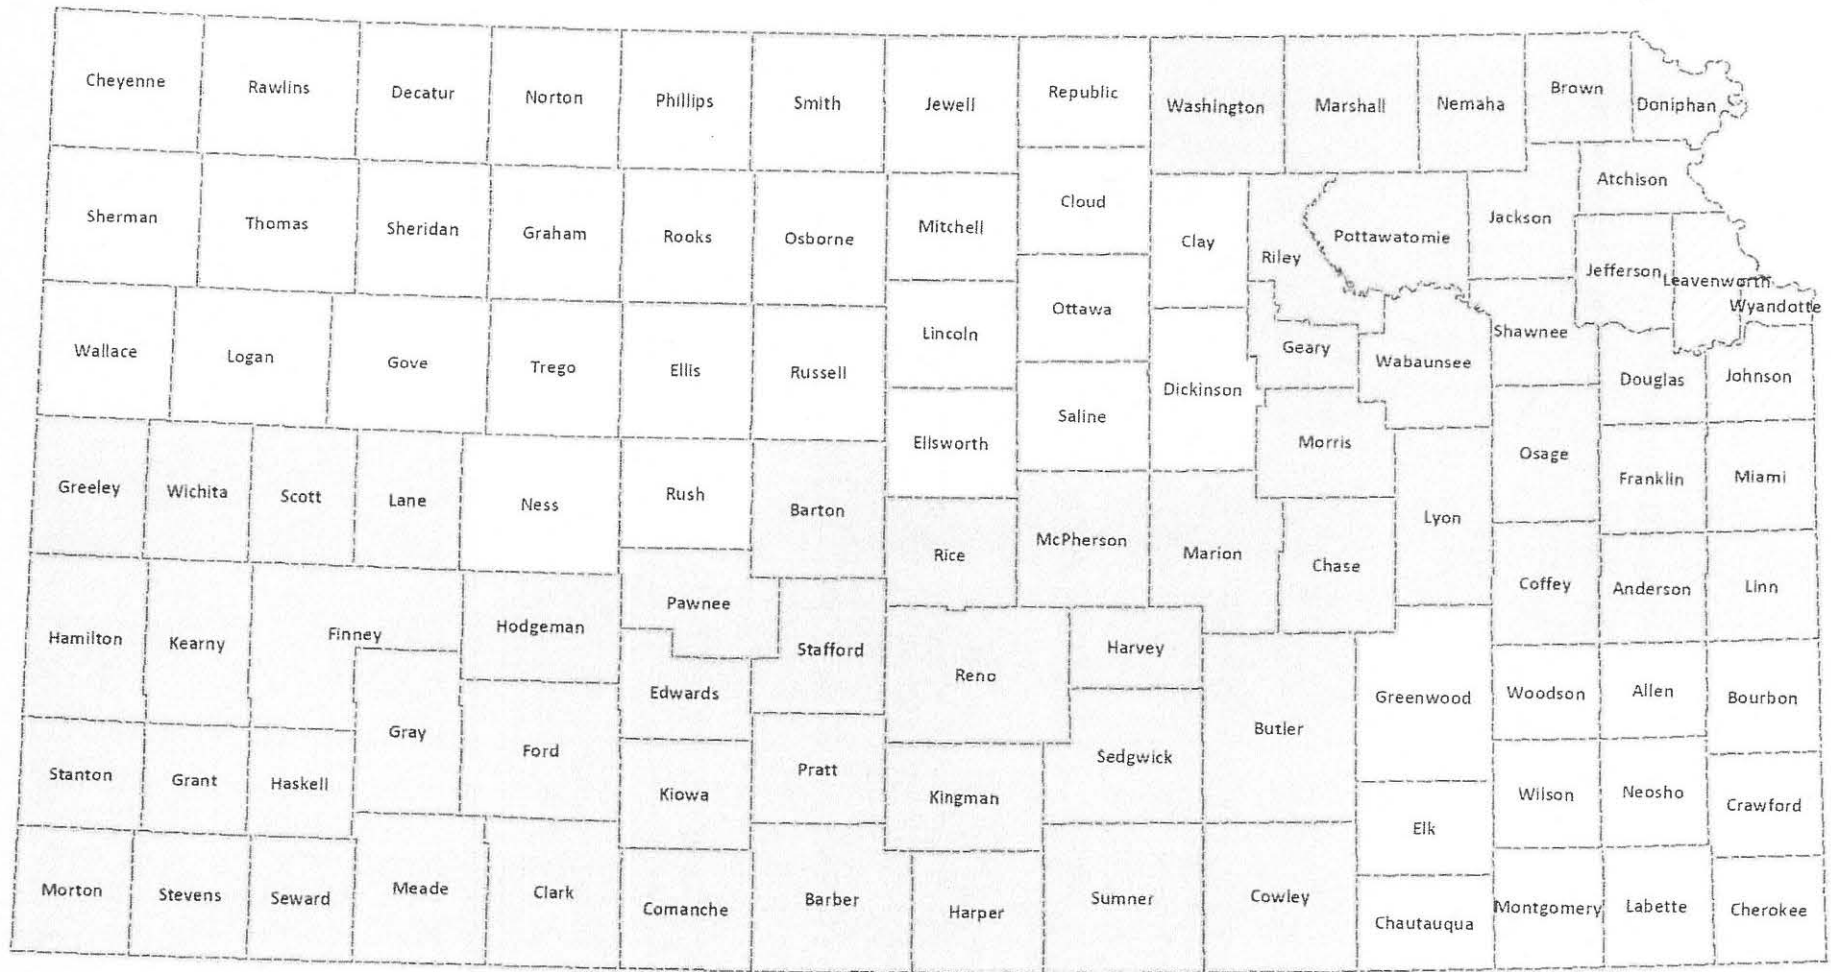 Cheyenne
Rawlins
Decatur
Norton
Phillips
Smith
Jewell
Republic
Washington
Marshall
Nemaha
Brown
Doniphan
Sherman
Thomas
Sheridan
Graham
Rooks
Osborne
Mitchell
Cloud
Clay
Riley
Pottawatomie
Jackson
Atchison
Jefferson
Leavenworth
Wyandotte
Wallace
Logan
Gove
Trego
Ellis
Russell
Lincoln
Ottawa
Dickinson
Geary
Wabaunsee
Shawnee
Douglas
Johnson
Ellsworth
Saline
Morris
Osage
Franklin
Miami
Greeley
Wichita
Scott
Lane
Ness
Rush
Barton
Rice
McPherson
Marion
Chase
Lyon
Coffey
Anderson
Linn
Hamilton
Kearny
Finney
Hodgeman
Pawnee
Stafford
Edwards
Reno
Harvey
Butler
Greenwood
Woodson
Allen
Bourbon
Stanton
Grant
Haskell
Gray
Ford
Kiowa
Pratt
Kingman
Sedgwick
Elk
Wilson
Neosho
Crawford
Morton
Stevens
Seward
Meade
Clark
Comanche
Barber
Harper
Sumner
Cowley
Chautauqua
Montgomery
Labette
Cherokee